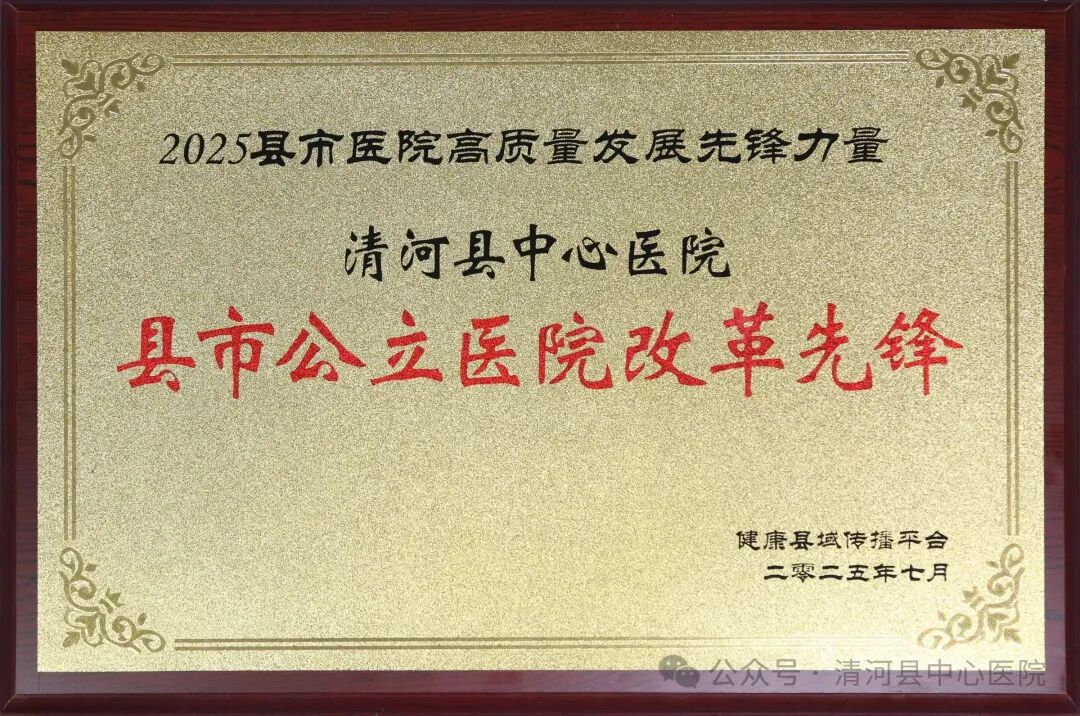 2025县市医院高质量发展先锋力量
清河县中心医院
县市公立医院改革先锋
健康县域传播平台
二零二五年七月
公众号·清河县中心医院